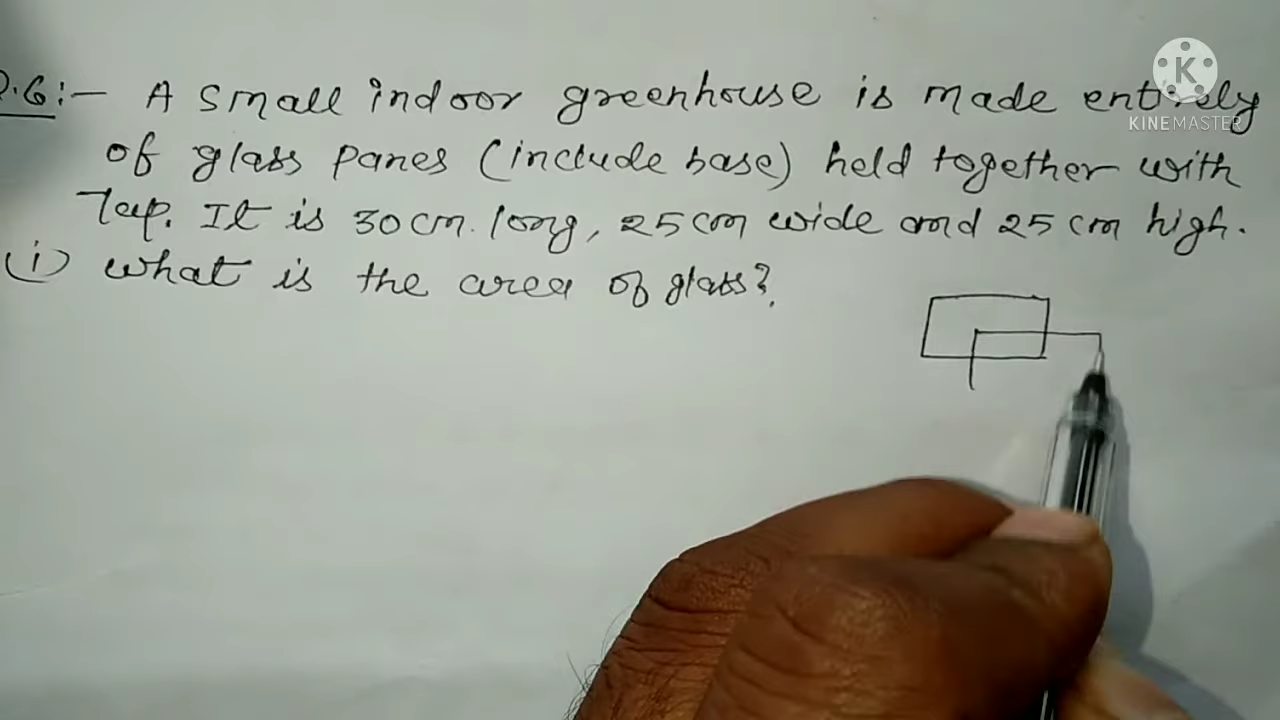 Q.6:- A small indoor greenhouse is made entirely
of glass panes (include base) held together with
Tap. It is 30 cm. long, 25 cm wide and 25 cm high.
(i) what is the area of glass?
K
KINEMASTER